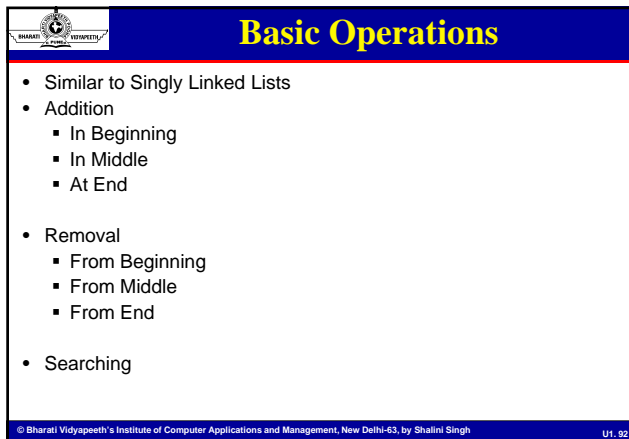 BHARATI VIDYAPEETH
PUNE
Basic Operations
• Similar to Singly Linked Lists
• Addition
▪ In Beginning
▪ In Middle
▪ At End
• Removal
▪ From Beginning
▪ From Middle
▪ From End
• Searching
© Bharati Vidyapeeth's Institute of Computer Applications and Management, New Delhi-63, by Shalini Singh
U1. 92